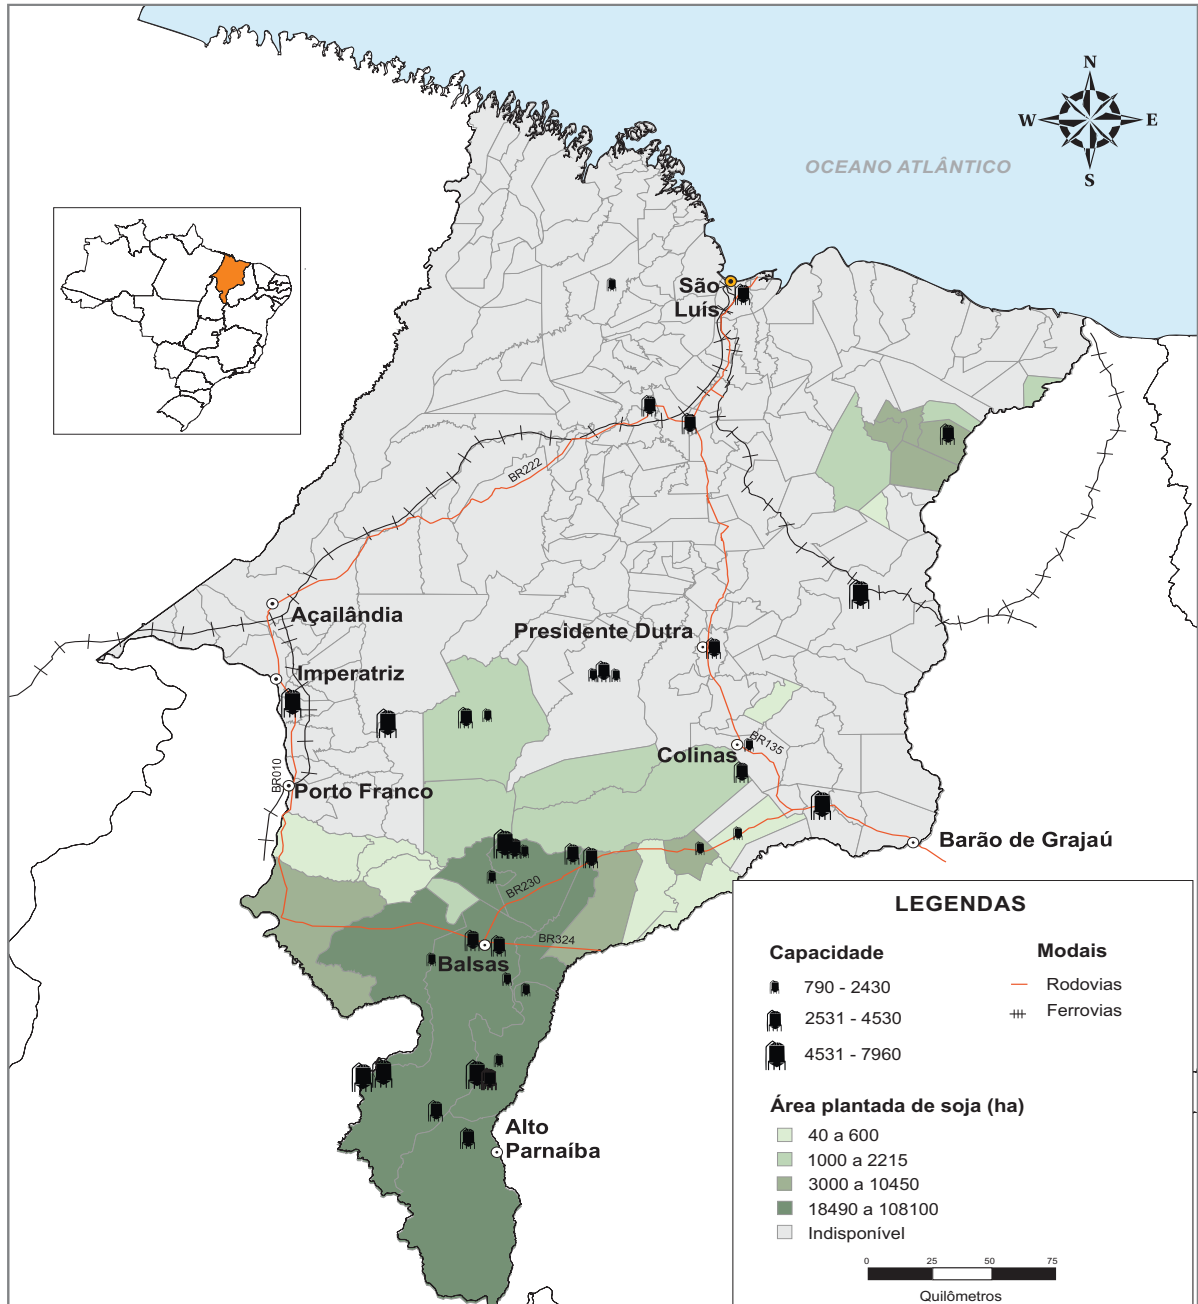 N
W
E
S
OCEANO ATLÂNTICO
São
Luís
BR222
Açailândia
Presidente Dutra
Imperatriz
BR135
Colinas
BR010
Porto Franco
Barão de Grajaú
BR230
BR324
Balsas
Alto
Parnaíba
LEGENDAS
Capacidade
790 - 2430
2531 - 4530
4531 - 7960
Modais
Rodovias
Ferrovias
Área plantada de soja (ha)
40 a 600
1000 a 2215
3000 a 10450
18490 a 108100
Indisponível
0 25 50 75
Quilômetros